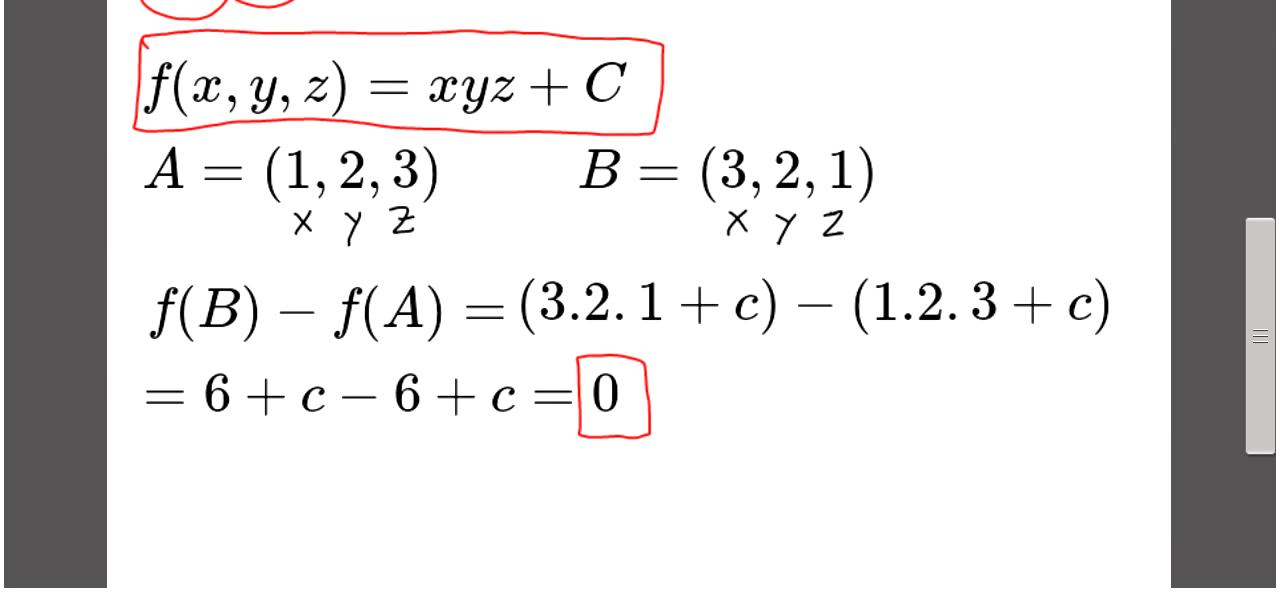 f(x, y, z) = xyz + C
A = (1, 2, 3) B = (3, 2, 1)
x y z x y z
f(B) − f(A) = (3.2. 1 + c) − (1.2. 3 + c)
= 6 + c − 6 + c = 0